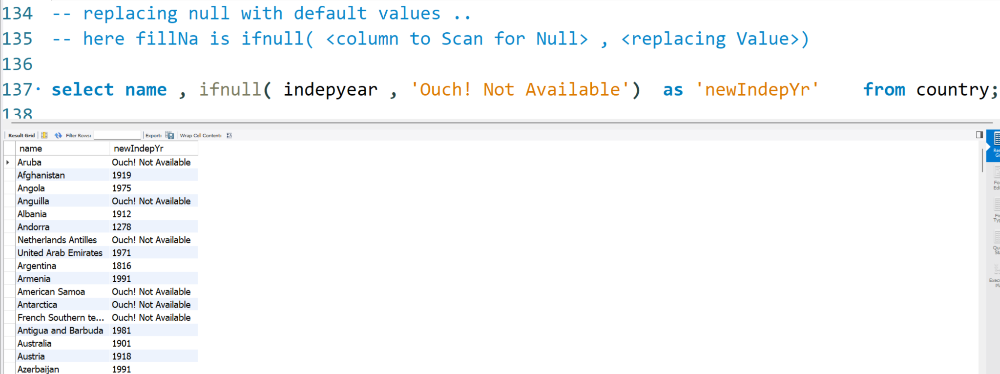 134 -- replacing null with default values ..
135 -- here fillNa is ifnull( <column to Scan for Null> , <replacing Value>)
136
137 select name , ifnull( indepyear , 'Ouch! Not Available') as 'newIndepYr' from country;
138
Result Grid Filter Rows: Export: Wrap Cell Content:
name newIndepYr
Aruba Ouch! Not Available
Afghanistan 1919
Angola 1975
Anguilla Ouch! Not Available
Albania 1912
Andorra 1278
Netherlands Antilles Ouch! Not Available
United Arab Emirates 1971
Argentina 1816
Armenia 1991
American Samoa Ouch! Not Available
Antarctica Ouch! Not Available
French Southern te... Ouch! Not Available
Antigua and Barbuda 1981
Australia 1901
Austria 1918
Azerbaijan 1991